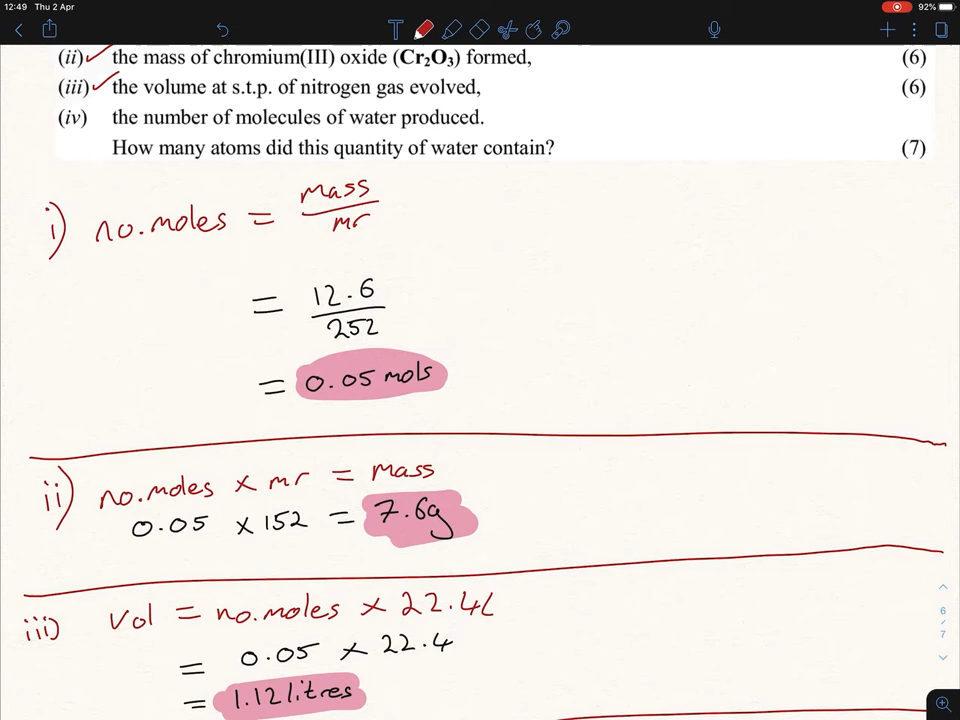 12:49 Thu 2 Apr 92%
(ii) the mass of chromium(III) oxide (Cr₂O₃) formed, (6)
(iii) the volume at s.t.p. of nitrogen gas evolved, (6)
(iv) the number of molecules of water produced.
How many atoms did this quantity of water contain? (7)
i) no.moles = mass/mr
= 12.6/252
= 0.05 mols
ii) no.moles x mr = mass
0.05 x 152 = 7.6g
iii) Vol = no.moles x 22.4L
= 0.05 x 22.4
= 1.12 litres
6/7